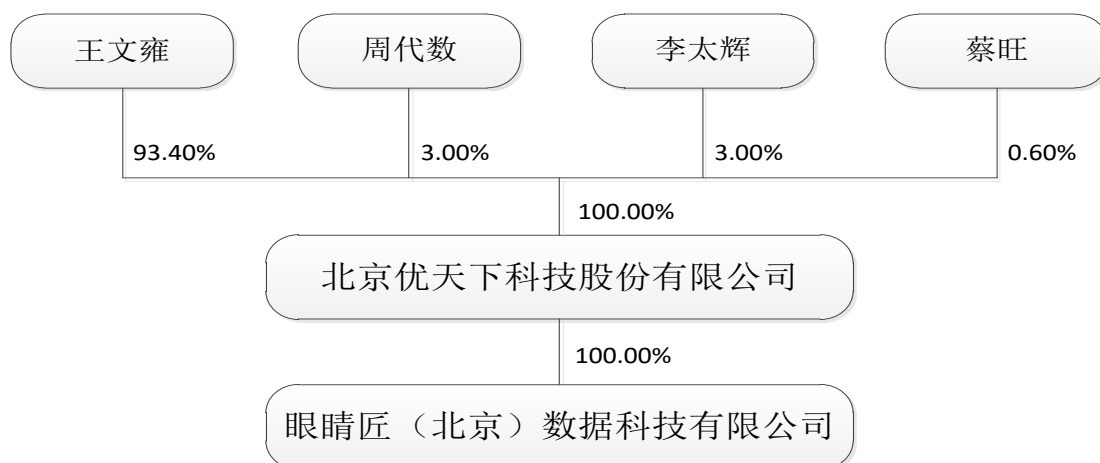 王文雍
周代数
李太辉
蔡旺
93.40%
3.00%
3.00%
0.60%
100.00%
北京优天下科技股份有限公司
100.00%
眼睛匠（北京）数据科技有限公司